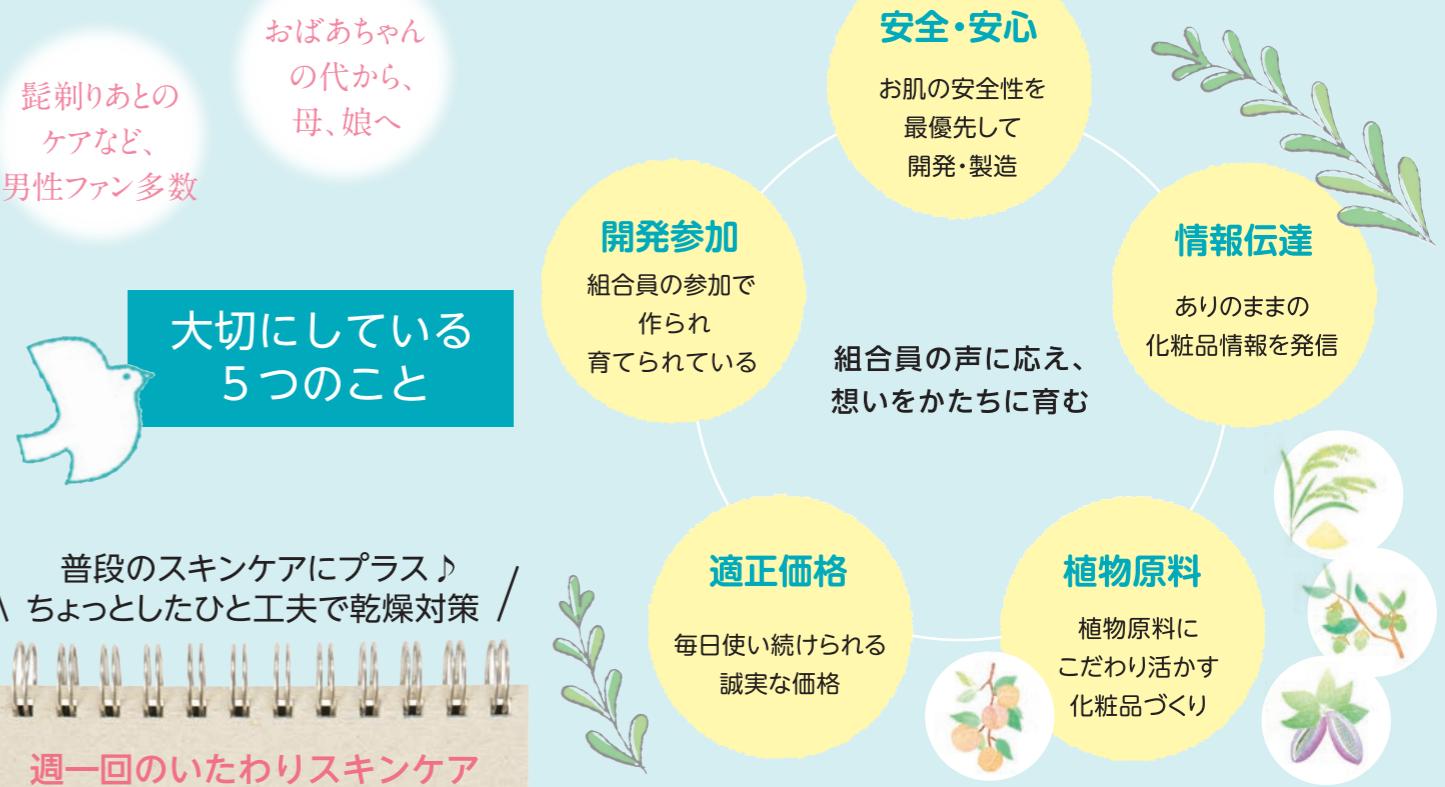 おばあちゃん
の代から、
母、娘へ
髭剃りあとの
ケアなど、
男性ファン多数
大切にしている
5つのこと
安全・安心
お肌の安全性を
最優先して
開発・製造
情報伝達
ありのままの
化粧品情報を発信
植物原料
植物原料に
こだわり活かす
化粧品づくり
適正価格
毎日使い続けられる
誠実な価格
開発参加
組合員の参加で
作られ
育てられている
組合員の声に応え、
想いをかたちに育む
普段のスキンケアにプラス♪
ちょっとしたひと工夫で乾燥対策
週一回のいたわりスキンケア